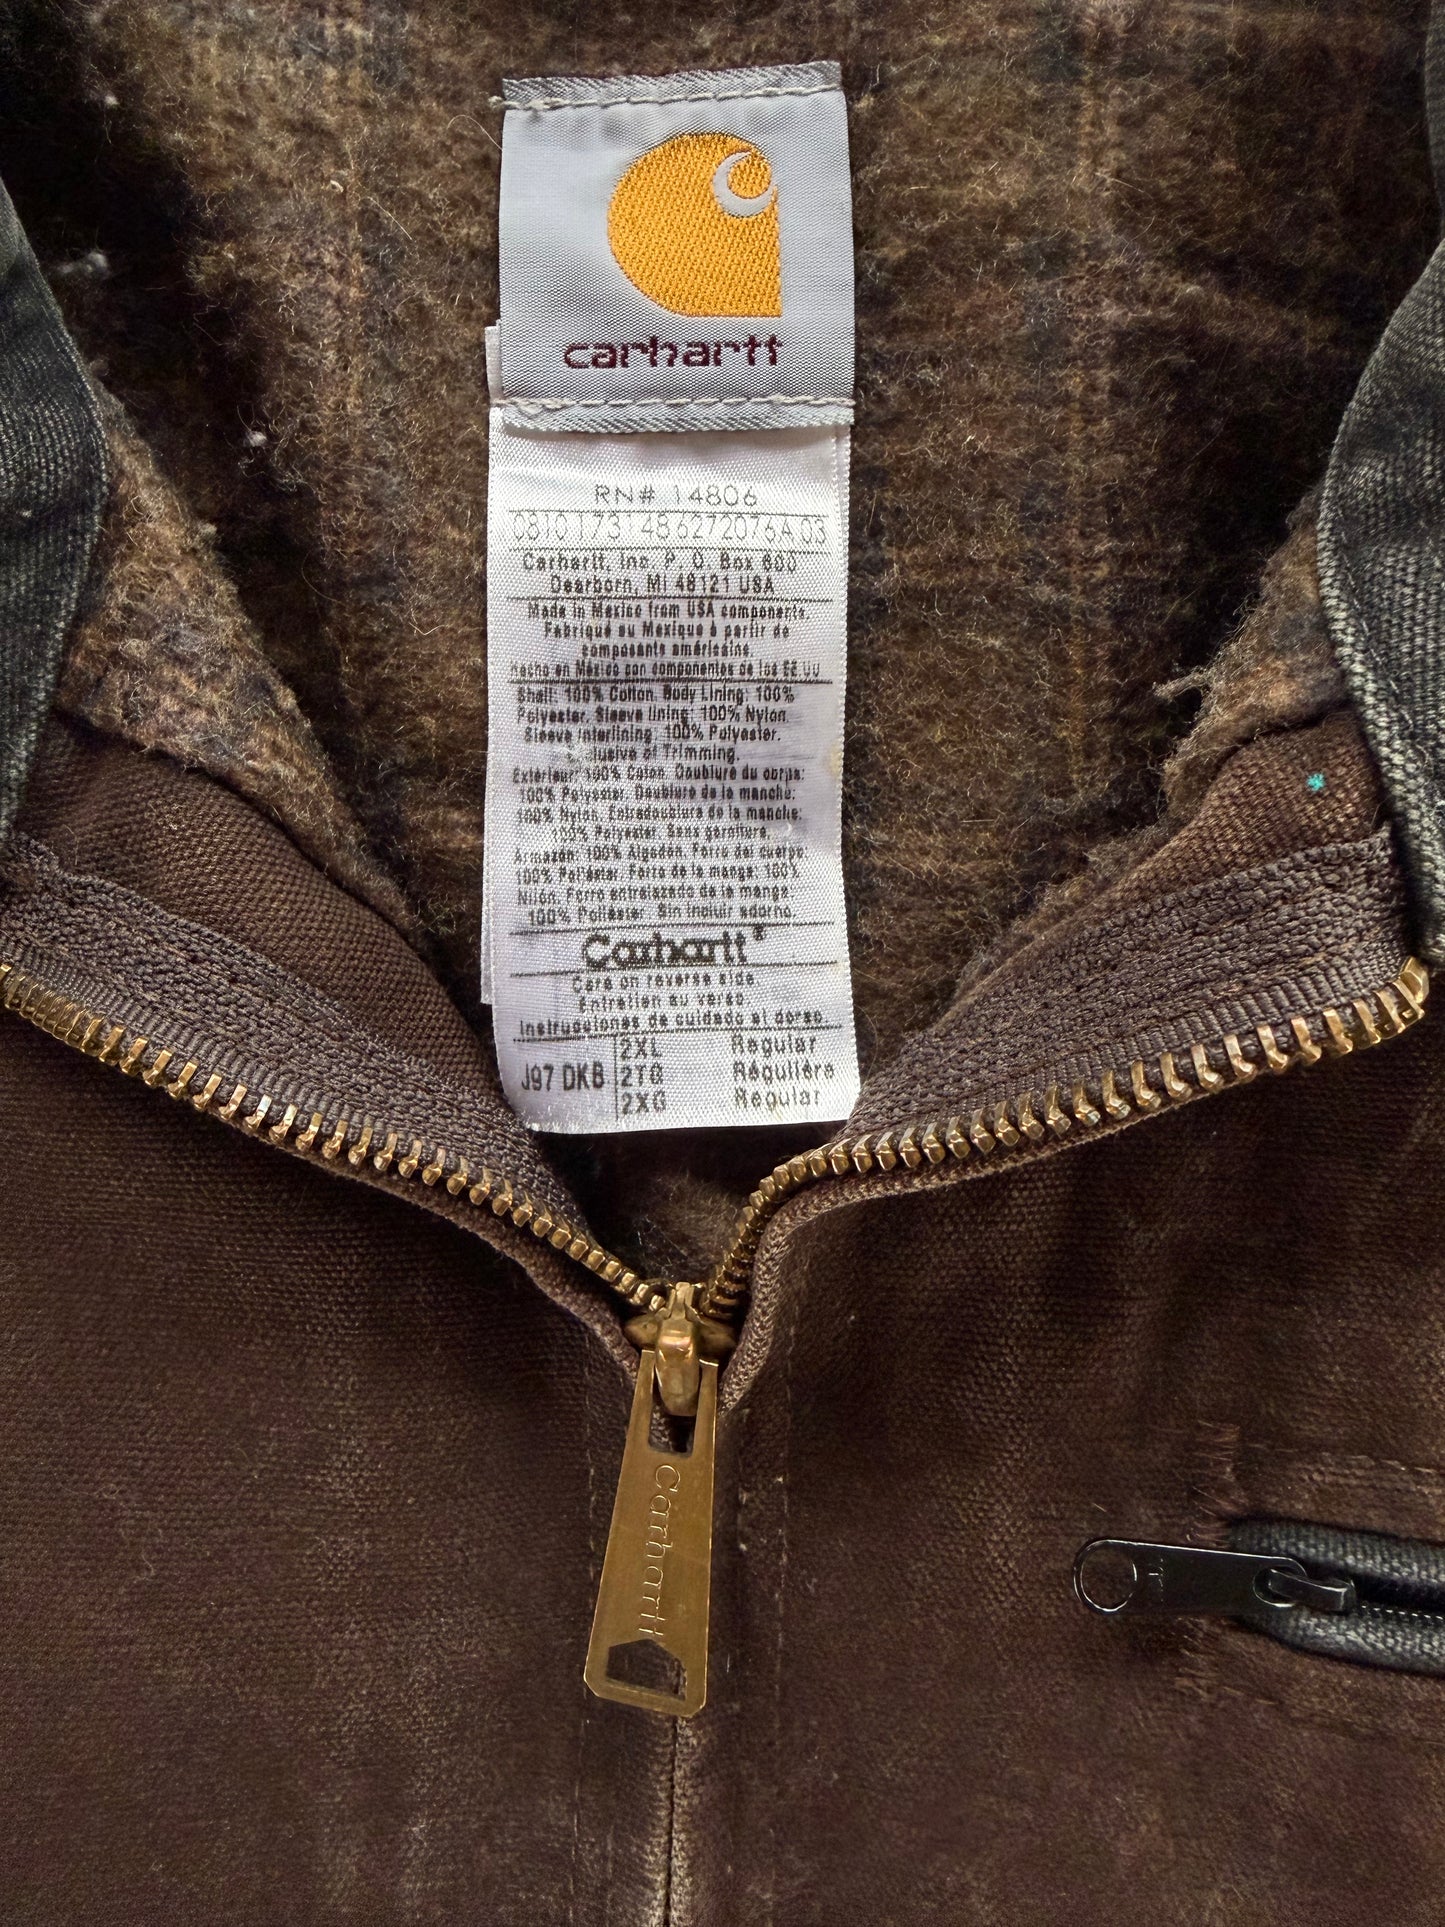 carhartt
RN# 14806
08101731486272076A 03
Carhartt, Inc. P. O. Box 600
Dearborn, MI 48121 USA
Made in Mexico from USA components.
Fabriqué au Mexique à partir de
composants américains.
Hecho en México con componentes de los EE.UU
Shell: 100% Cotton. Body Lining: 100%
Polyester. Sleeve lining: 100% Nylon.
Sleeve Interlining: 100% Polyester.
clusive of Trimming.
Extérieur: 100% Coton. Doublure du corps:
100% Polyester. Doublure de la manche:
100% Nylon. Entredoublure de la manche:
100% Polyester. Sans garniture.
Armazón: 100% Algodón. Forro del cuerpo:
100% Poliéster. Forro de la manga: 100%
Nilón. Forro entrelazado de la manga
100% Poliéster. Sin incluir adorno.
Carhartt®
Care on reverse side.
Entretien au verso.
Instrucciones de cuidado al dorso.
J97 DKB 2XL Regular
2TG Régulière
2XG Regular
Carhartt